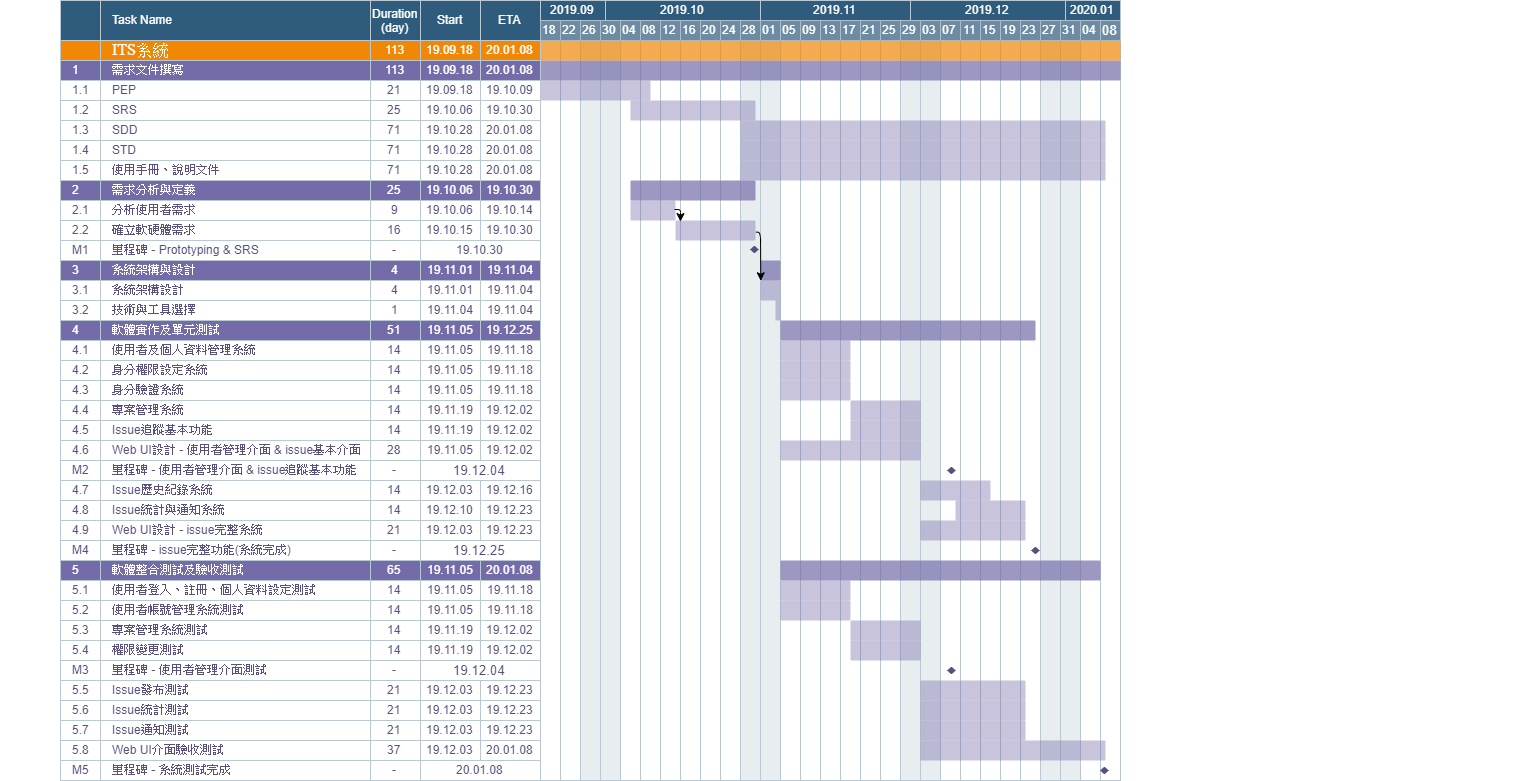 Task Name Duration (day) Start ETA 2019.09 2019.10 2019.11 2019.12 2020.01
18 22 26 30 04 08 12 16 20 24 28 01 05 09 13 17 21 25 29 03 07 11 15 19 23 27 31 04 08
ITS系統 113 19.09.18 20.01.08
1 需求文件撰寫 113 19.09.18 20.01.08
1.1 PEP 21 19.09.18 19.10.09
1.2 SRS 25 19.10.06 19.10.30
1.3 SDD 71 19.10.28 20.01.08
1.4 STD 71 19.10.28 20.01.08
1.5 使用手冊、說明文件 71 19.10.28 20.01.08
2 需求分析與定義 25 19.10.06 19.10.30
2.1 分析使用者需求 9 19.10.06 19.10.14
2.2 確立軟硬體需求 16 19.10.15 19.10.30
M1 里程碑 - Prototyping & SRS - 19.10.30
3 系統架構與設計 4 19.11.01 19.11.04
3.1 系統架構設計 4 19.11.01 19.11.04
3.2 技術與工具選擇 1 19.11.04 19.11.04
4 軟體實作及單元測試 51 19.11.05 19.12.25
4.1 使用者及個人資料管理系統 14 19.11.05 19.11.18
4.2 身分權限設定系統 14 19.11.05 19.11.18
4.3 身分驗證系統 14 19.11.05 19.11.18
4.4 專案管理系統 14 19.11.19 19.12.02
4.5 Issue追蹤基本功能 14 19.11.19 19.12.02
4.6 Web UI設計 - 使用者管理介面 & issue基本介面 28 19.11.05 19.12.02
M2 里程碑 - 使用者管理介面 & issue追蹤基本功能 - 19.12.04
4.7 Issue歷史紀錄系統 14 19.12.03 19.12.16
4.8 Issue統計與通知系統 14 19.12.10 19.12.23
4.9 Web UI設計 - issue完整系統 21 19.12.03 19.12.23
M4 里程碑 - issue完整功能(系統完成) - 19.12.25
5 軟體整合測試及驗收測試 65 19.11.05 20.01.08
5.1 使用者登入、註冊、個人資料設定測試 14 19.11.05 19.11.18
5.2 使用者帳號管理系統測試 14 19.11.05 19.11.18
5.3 專案管理系統測試 14 19.11.19 19.12.02
5.4 權限變更測試 14 19.11.19 19.12.02
M3 里程碑 - 使用者管理介面測試 - 19.12.04
5.5 Issue發布測試 21 19.12.03 19.12.23
5.6 Issue統計測試 21 19.12.03 19.12.23
5.7 Issue通知測試 21 19.12.03 19.12.23
5.8 Web UI介面驗收測試 37 19.12.03 20.01.08
M5 里程碑 - 系統測試完成 - 20.01.08